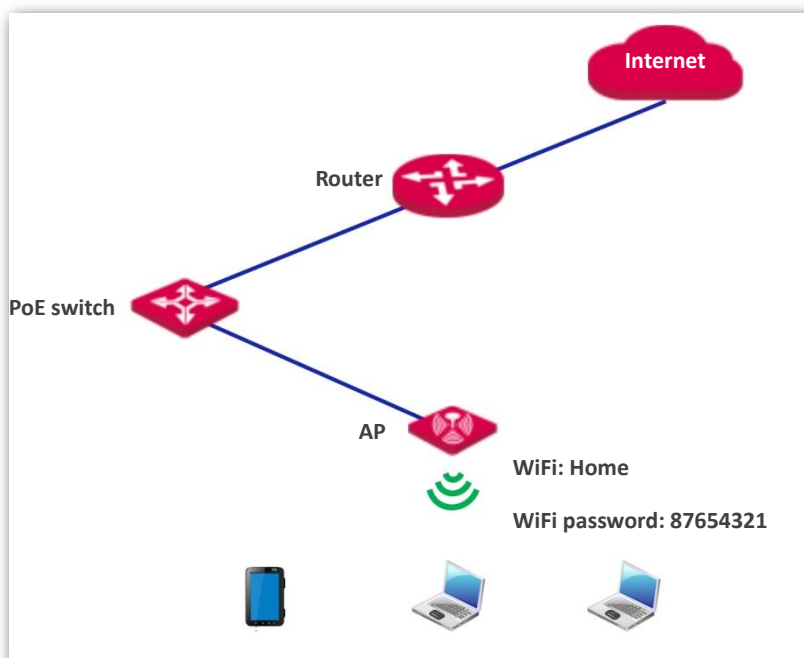 Internet
Router
PoE switch
AP
WiFi: Home
WiFi password: 87654321